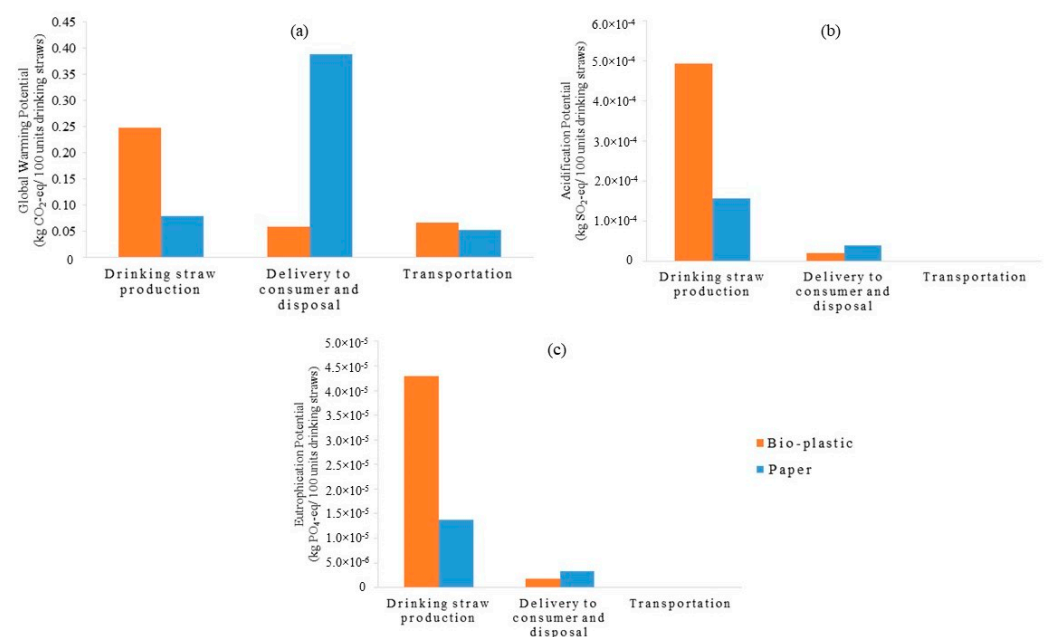 (a)
Global Warming Potential
(kg CO₂-eq/ 100 units drinking straws)
0.45
0.40
0.35
0.30
0.25
0.20
0.15
0.10
0.05
0
Drinking straw
production
Delivery to
consumer and
disposal
Transportation
(b)
Acidification Potential
(kg SO₂-eq/ 100 units drinking straws)
6.0×10⁻⁴
5.0×10⁻⁴
4.0×10⁻⁴
3.0×10⁻⁴
2.0×10⁻⁴
1.0×10⁻⁴
0
Drinking straw
production
Delivery to
consumer and
disposal
Transportation
(c)
Eutrophication Potential
(kg PO₄-eq/ 100 units drinking straws)
5.0×10⁻⁵
4.5×10⁻⁵
4.0×10⁻⁵
3.5×10⁻⁵
3.0×10⁻⁵
2.5×10⁻⁵
2.0×10⁻⁵
1.5×10⁻⁵
1.0×10⁻⁵
5.0×10⁻⁶
0
Drinking straw
production
Delivery to
consumer and
disposal
Transportation
Bio-plastic
Paper